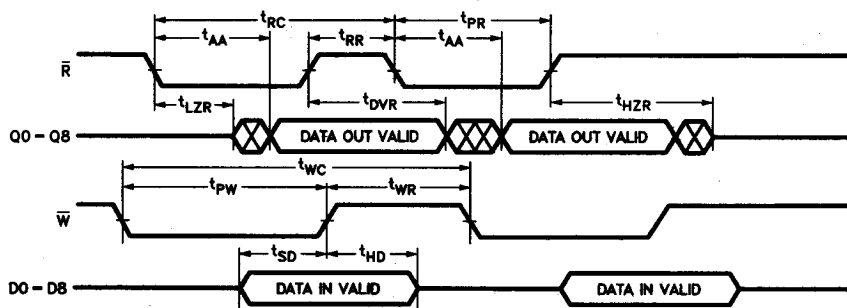 tRC tPR
tAA tRR tAA
R̅
tLZR tDVR tHZR
Q0 – Q8 DATA OUT VALID DATA OUT VALID
tWC
tPW tWR
W̅
tSD tHD
D0 – D8 DATA IN VALID DATA IN VALID